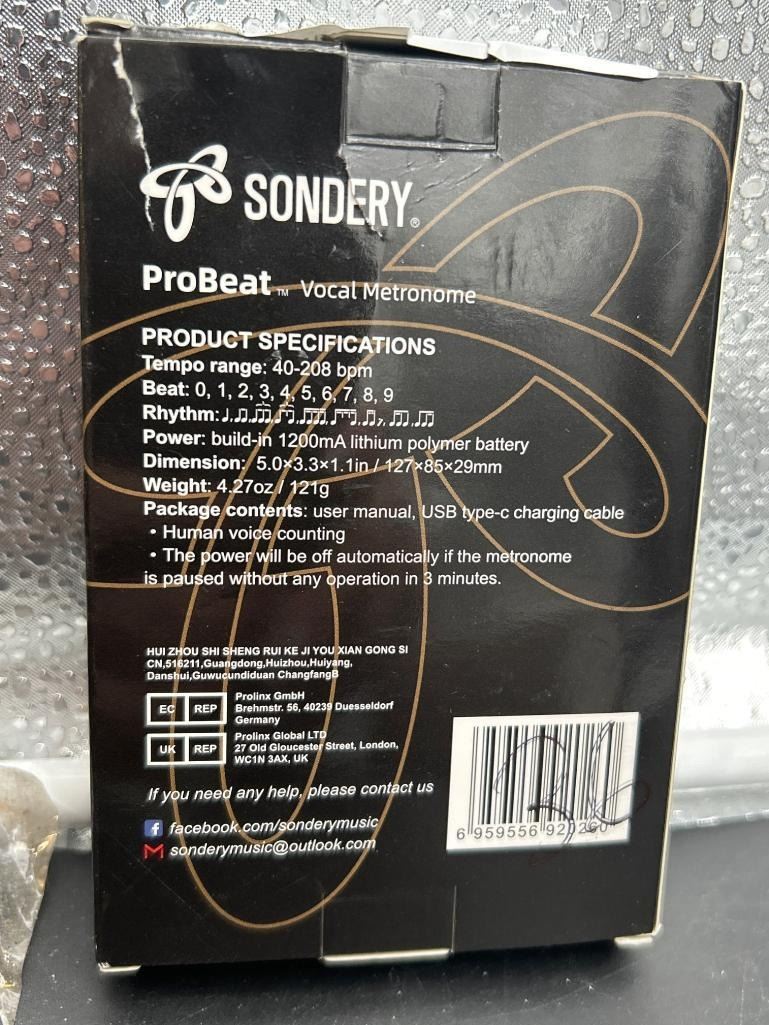 SONDERY®
ProBeat™ Vocal Metronome
PRODUCT SPECIFICATIONS
Tempo range: 40-208 bpm
Beat: 0, 1, 2, 3, 4, 5, 6, 7, 8, 9
Rhythm:
Power: build-in 1200mA lithium polymer battery
Dimension: 5.0×3.3×1.1in / 127×85×29mm
Weight: 4.27oz / 121g
Package contents: user manual, USB type-c charging cable
• Human voice counting
• The power will be off automatically if the metronome
is paused without any operation in 3 minutes.
HUI ZHOU SHI SHENG RUI KE JI YOU XIAN GONG SI
CN,516211,Guangdong,Huizhou,Huiyang,
Danshui,Guwucundiduan ChangfangB
EC REP
Prolinx GmbH
Brehmstr. 56, 40239 Duesseldorf
Germany
UK REP
Prolinx Global LTD
27 Old Gloucester Street, London,
WC1N 3AX, UK
If you need any help, please contact us
facebook.com/sonderymusic
sonderymusic@outlook.com
36
6 959556 920260